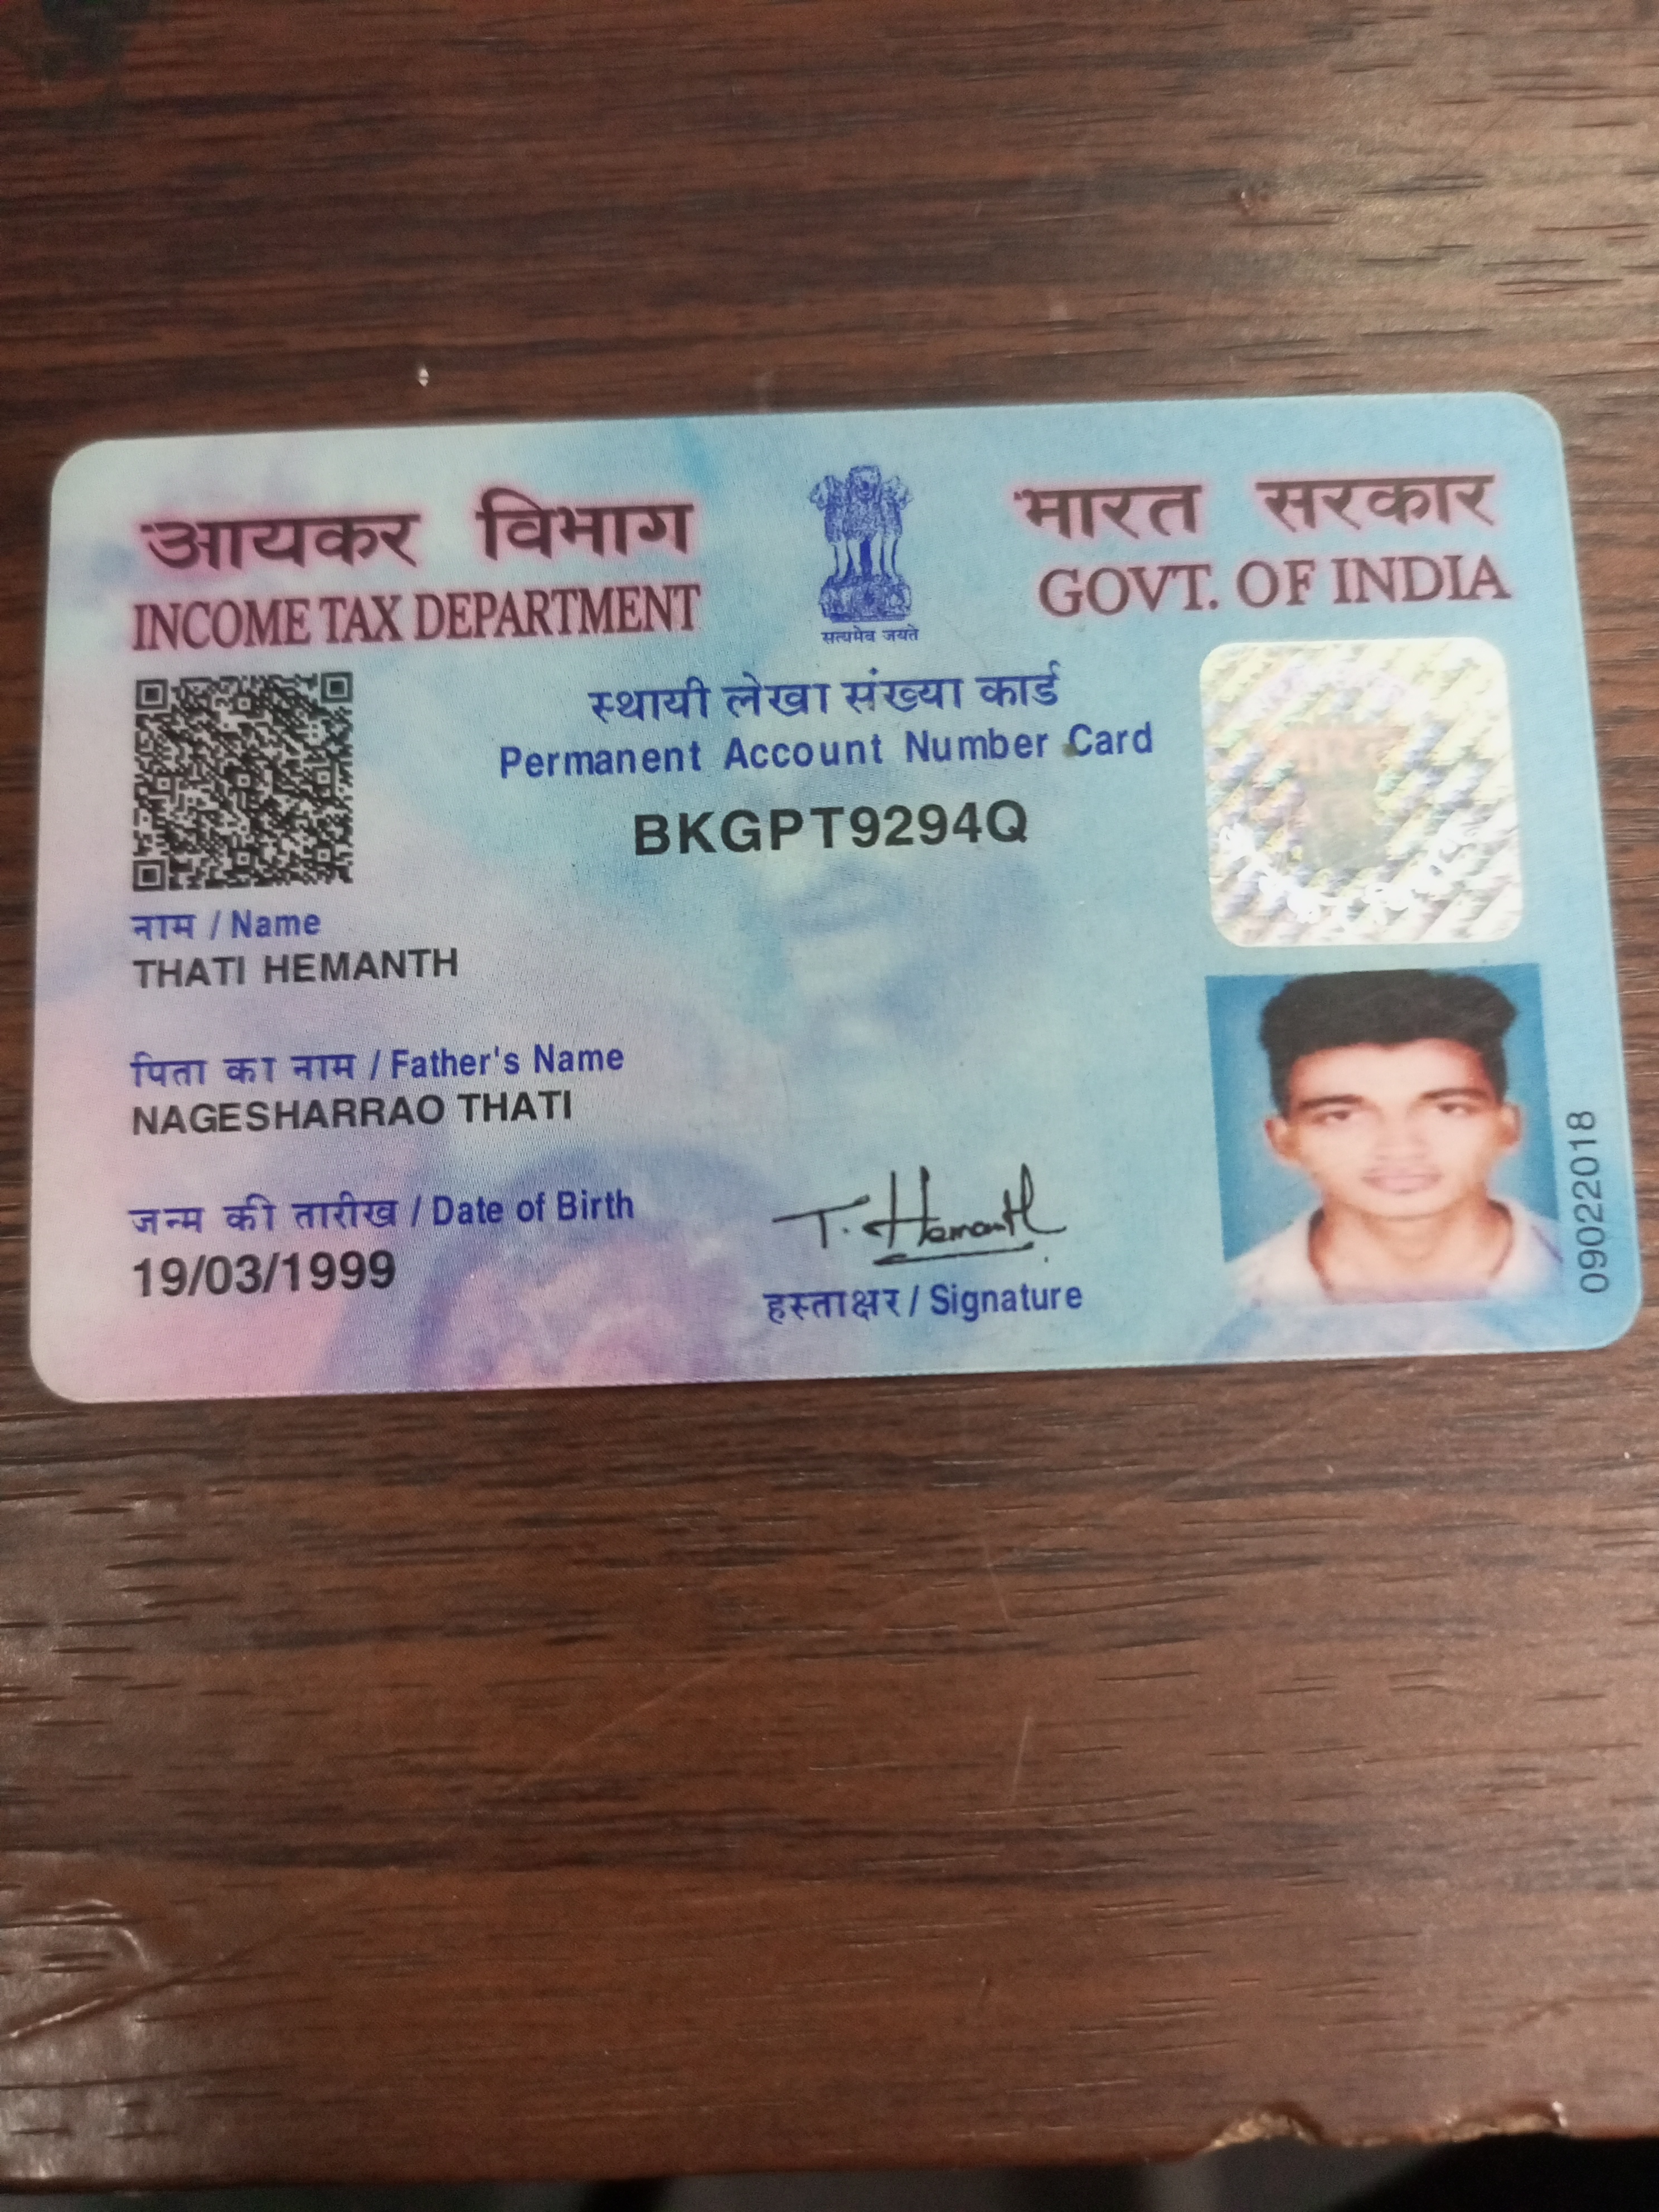 आयकर विभाग
INCOME TAX DEPARTMENT
सत्यमेव जयते
भारत सरकार
GOVT. OF INDIA
स्थायी लेखा संख्या कार्ड
Permanent Account Number Card
BKGPT9294Q
नाम / Name
THATI HEMANTH
पिता का नाम / Father's Name
NAGESHARRAO THATI
जन्म की तारीख / Date of Birth
19/03/1999
T. Hemanth
हस्ताक्षर / Signature
09022018